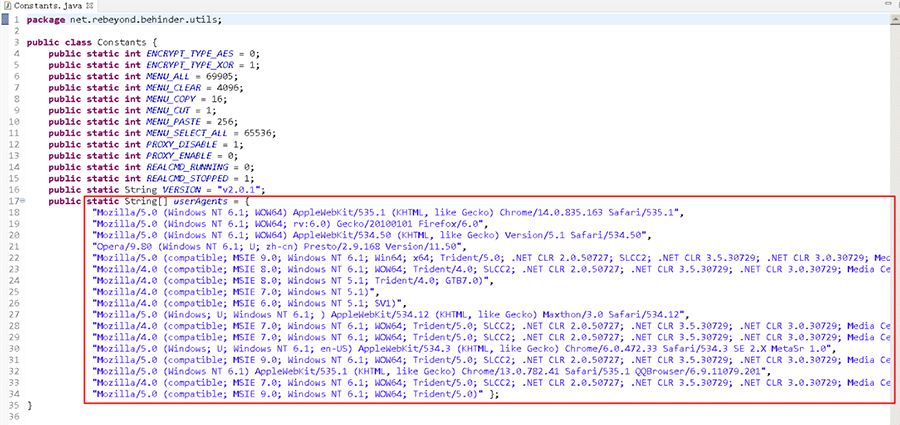 Constants.java
1 package net.rebeyond.behinder.utils;
2
3 public class Constants {
4 public static int ENCRYPT_TYPE_AES = 0;
5 public static int ENCRYPT_TYPE_XOR = 1;
6 public static int MENU_ALL = 69905;
7 public static int MENU_CLEAR = 4096;
8 public static int MENU_COPY = 16;
9 public static int MENU_CUT = 1;
10 public static int MENU_PASTE = 256;
11 public static int MENU_SELECT_ALL = 65536;
12 public static int PROXY_DISABLE = 1;
13 public static int PROXY_ENABLE = 0;
14 public static int REALCMD_RUNNING = 0;
15 public static int REALCMD_STOPPED = 1;
16 public static String VERSION = "v2.0.1";
17 public static String[] userAgents = {
18 "Mozilla/5.0 (Windows NT 6.1; WOW64) AppleWebKit/535.1 (KHTML, like Gecko) Chrome/14.0.835.163 Safari/535.1",
19 "Mozilla/5.0 (Windows NT 6.1; WOW64; rv:6.0) Gecko/20100101 Firefox/6.0",
20 "Mozilla/5.0 (Windows NT 6.1; WOW64) AppleWebKit/534.50 (KHTML, like Gecko) Version/5.1 Safari/534.50",
21 "Opera/9.80 (Windows NT 6.1; U; zh-cn) Presto/2.9.168 Version/11.50",
22 "Mozilla/5.0 (compatible; MSIE 9.0; Windows NT 6.1; Win64; x64; Trident/5.0; .NET CLR 2.0.50727; SLCC2; .NET CLR 3.5.30729; .NET CLR 3.0.30729; Med
23 "Mozilla/4.0 (compatible; MSIE 8.0; Windows NT 6.1; WOW64; Trident/4.0; SLCC2; .NET CLR 2.0.50727; .NET CLR 3.5.30729; .NET CLR 3.0.30729; Media Ce
24 "Mozilla/4.0 (compatible; MSIE 8.0; Windows NT 5.1; Trident/4.0; GTB7.0)",
25 "Mozilla/4.0 (compatible; MSIE 7.0; Windows NT 5.1)",
26 "Mozilla/4.0 (compatible; MSIE 6.0; Windows NT 5.1; SV1)",
27 "Mozilla/5.0 (Windows; U; Windows NT 6.1; ) AppleWebKit/534.12 (KHTML, like Gecko) Maxthon/3.0 Safari/534.12",
28 "Mozilla/4.0 (compatible; MSIE 7.0; Windows NT 6.1; WOW64; Trident/5.0; SLCC2; .NET CLR 2.0.50727; .NET CLR 3.5.30729; .NET CLR 3.0.30729; Media Ce
29 "Mozilla/4.0 (compatible; MSIE 7.0; Windows NT 6.1; WOW64; Trident/5.0; SLCC2; .NET CLR 2.0.50727; .NET CLR 3.5.30729; .NET CLR 3.0.30729; Media Ce
30 "Mozilla/5.0 (Windows; U; Windows NT 6.1; en-US) AppleWebKit/534.3 (KHTML, like Gecko) Chrome/6.0.472.33 Safari/534.3 SE 2.X MetaSr 1.0",
31 "Mozilla/5.0 (compatible; MSIE 9.0; Windows NT 6.1; WOW64; Trident/5.0; SLCC2; .NET CLR 2.0.50727; .NET CLR 3.5.30729; .NET CLR 3.0.30729; Media Ce
32 "Mozilla/5.0 (Windows NT 6.1) AppleWebKit/535.1 (KHTML, like Gecko) Chrome/13.0.782.41 Safari/535.1 QQBrowser/6.9.11079.201",
33 "Mozilla/4.0 (compatible; MSIE 7.0; Windows NT 6.1; WOW64; Trident/5.0; SLCC2; .NET CLR 2.0.50727; .NET CLR 3.5.30729; .NET CLR 3.0.30729; Media Ce
34 "Mozilla/5.0 (compatible; MSIE 9.0; Windows NT 6.1; WOW64; Trident/5.0)" };
35 }
36